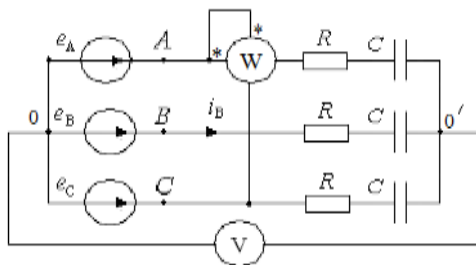 e_A A * * W R C
0 e_B B i_B R C 0′
e_C C R C
V